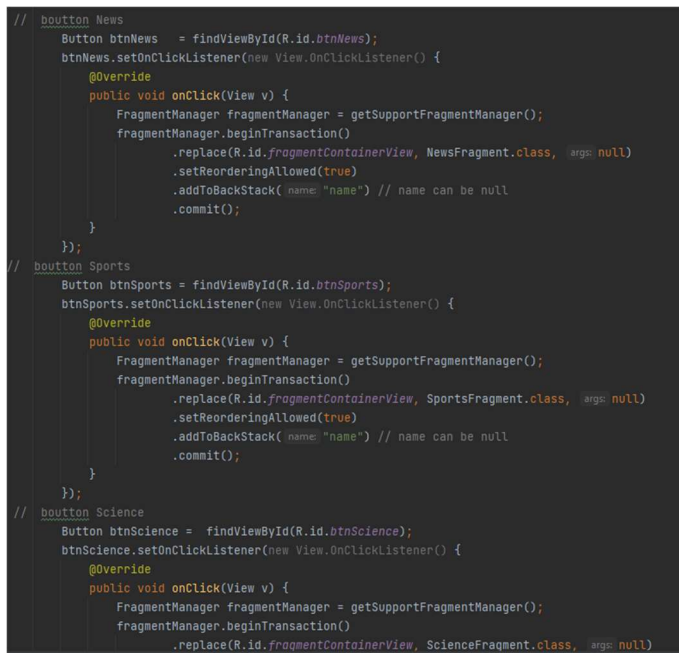 // boutton News
Button btnNews = findViewById(R.id.btnNews);
btnNews.setOnClickListener(new View.OnClickListener() {
@Override
public void onClick(View v) {
FragmentManager fragmentManager = getSupportFragmentManager();
fragmentManager.beginTransaction()
.replace(R.id.fragmentContainerView, NewsFragment.class, args: null)
.setReorderingAllowed(true)
.addToBackStack( name: "name") // name can be null
.commit();
}
});
// boutton Sports
Button btnSports = findViewById(R.id.btnSports);
btnSports.setOnClickListener(new View.OnClickListener() {
@Override
public void onClick(View v) {
FragmentManager fragmentManager = getSupportFragmentManager();
fragmentManager.beginTransaction()
.replace(R.id.fragmentContainerView, SportsFragment.class, args: null)
.setReorderingAllowed(true)
.addToBackStack( name: "name") // name can be null
.commit();
}
});
// boutton Science
Button btnScience = findViewById(R.id.btnScience);
btnScience.setOnClickListener(new View.OnClickListener() {
@Override
public void onClick(View v) {
FragmentManager fragmentManager = getSupportFragmentManager();
fragmentManager.beginTransaction()
.replace(R.id.fragmentContainerView, ScienceFragment.class, args: null)